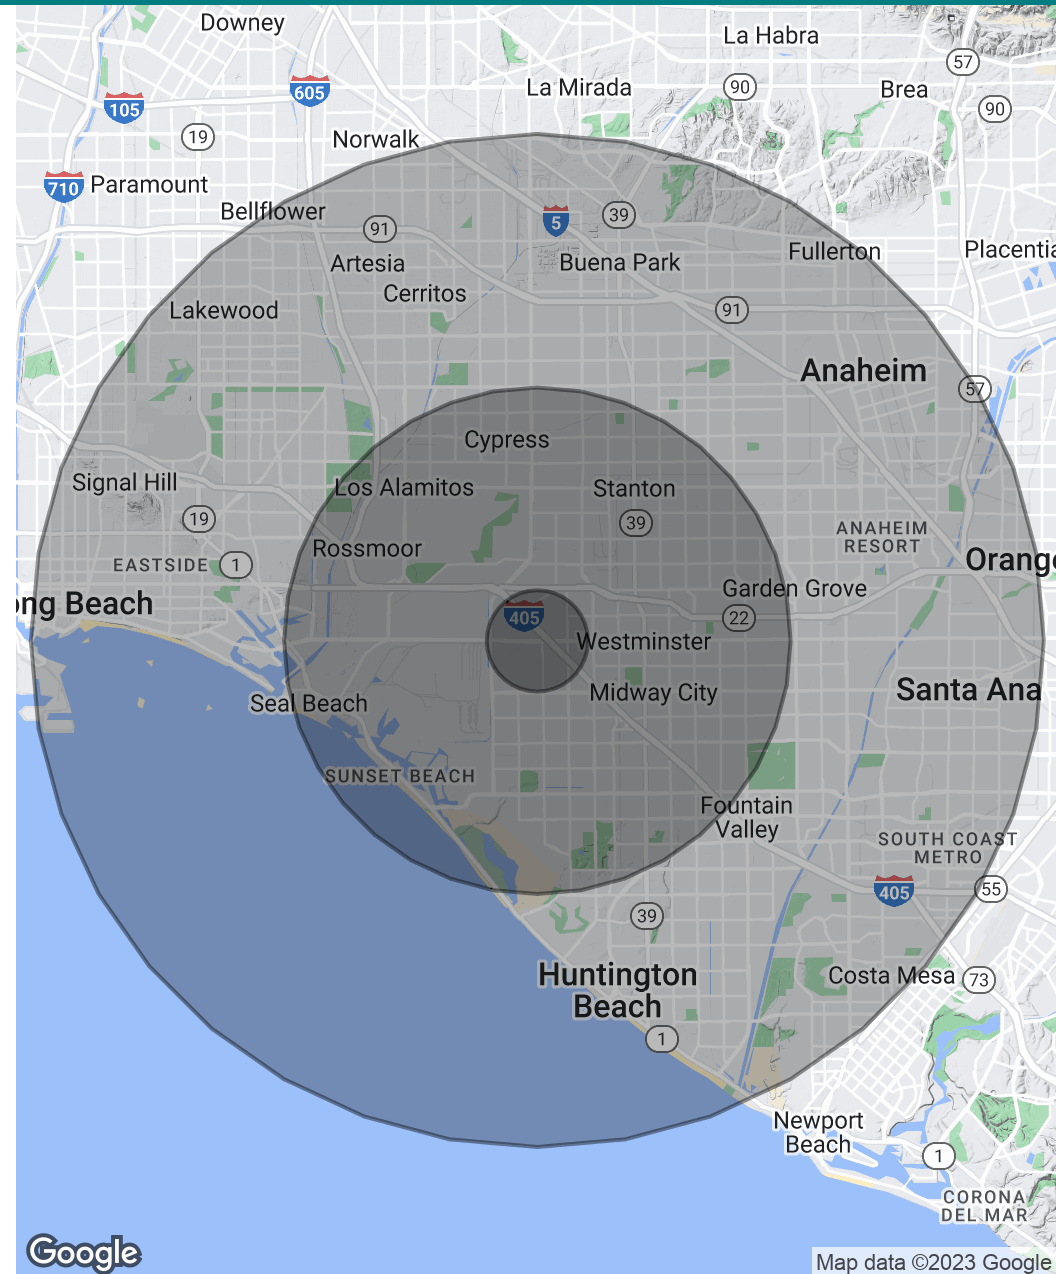 Downey
La Habra
57
605
La Mirada
90
Brea
105
90
19
Norwalk
710
Paramount
Bellflower
91
5
39
Artesia
Buena Park
Fullerton
Placentia
Cerritos
Lakewood
91
Anaheim
57
Cypress
Signal Hill
Los Alamitos
Stanton
19
39
ANAHEIM
RESORT
Rossmoor
EASTSIDE
1
Orange
ong Beach
Garden Grove
405
22
Westminster
Midway City
Santa Ana
Seal Beach
SUNSET BEACH
Fountain
Valley
SOUTH COAST
METRO
405
55
39
Huntington
Beach
Costa Mesa
73
1
Newport
Beach
1
CORONA
DEL MAR
Google
Map data ©2023 Google